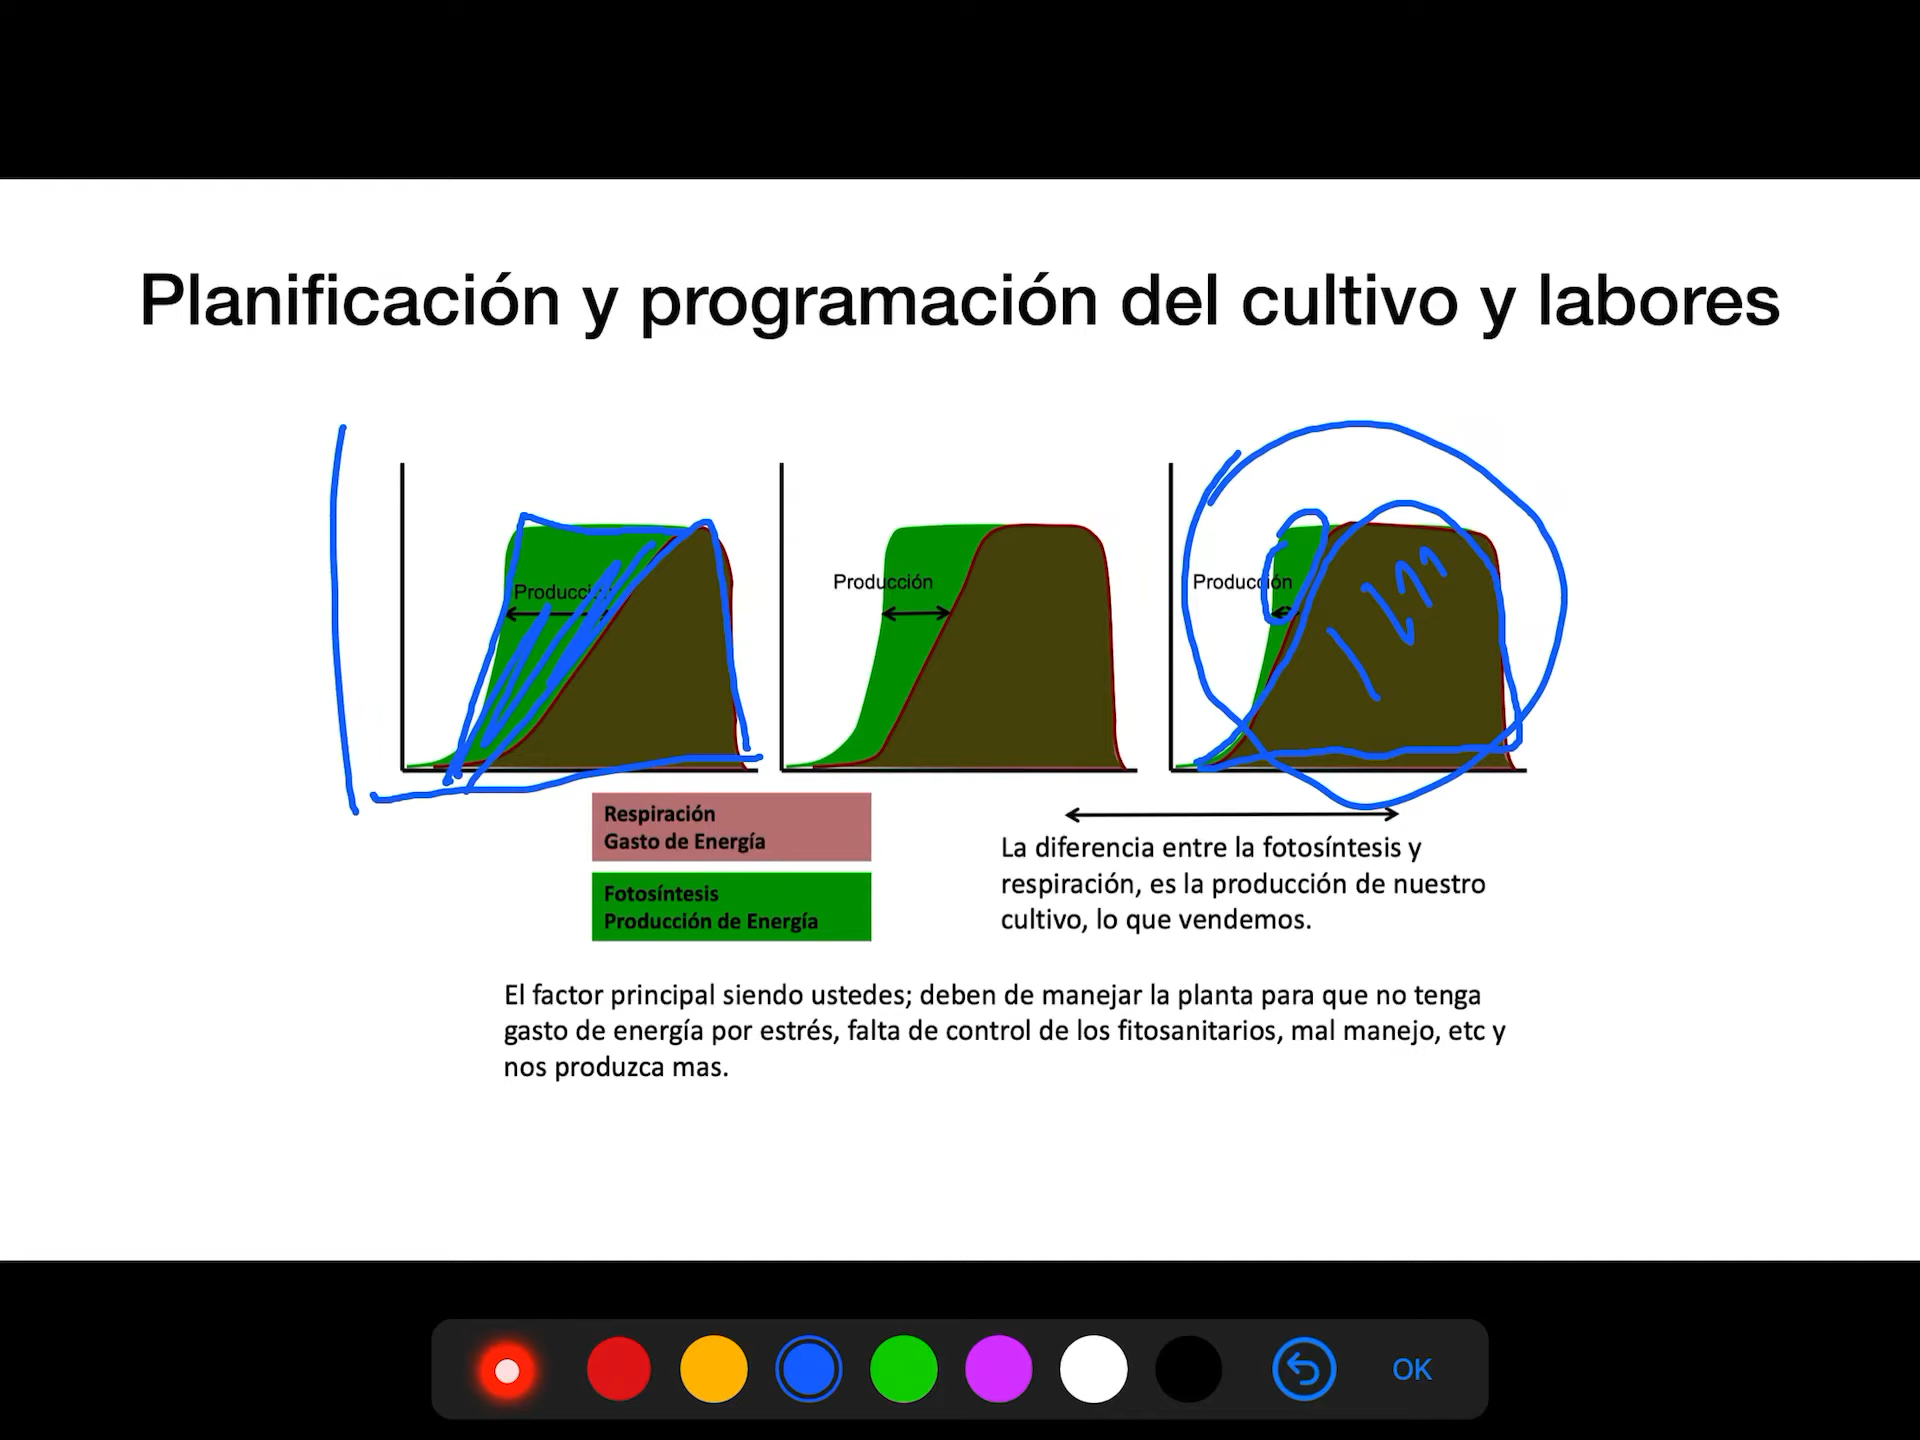 Planificación y programación del cultivo y labores
Producción
Producción
Producción
Respiración
Gasto de Energía
Fotosíntesis
Producción de Energía
La diferencia entre la fotosíntesis y
respiración, es la producción de nuestro
cultivo, lo que vendemos.
El factor principal siendo ustedes; deben de manejar la planta para que no tenga
gasto de energía por estrés, falta de control de los fitosanitarios, mal manejo, etc y
nos produzca mas.
OK